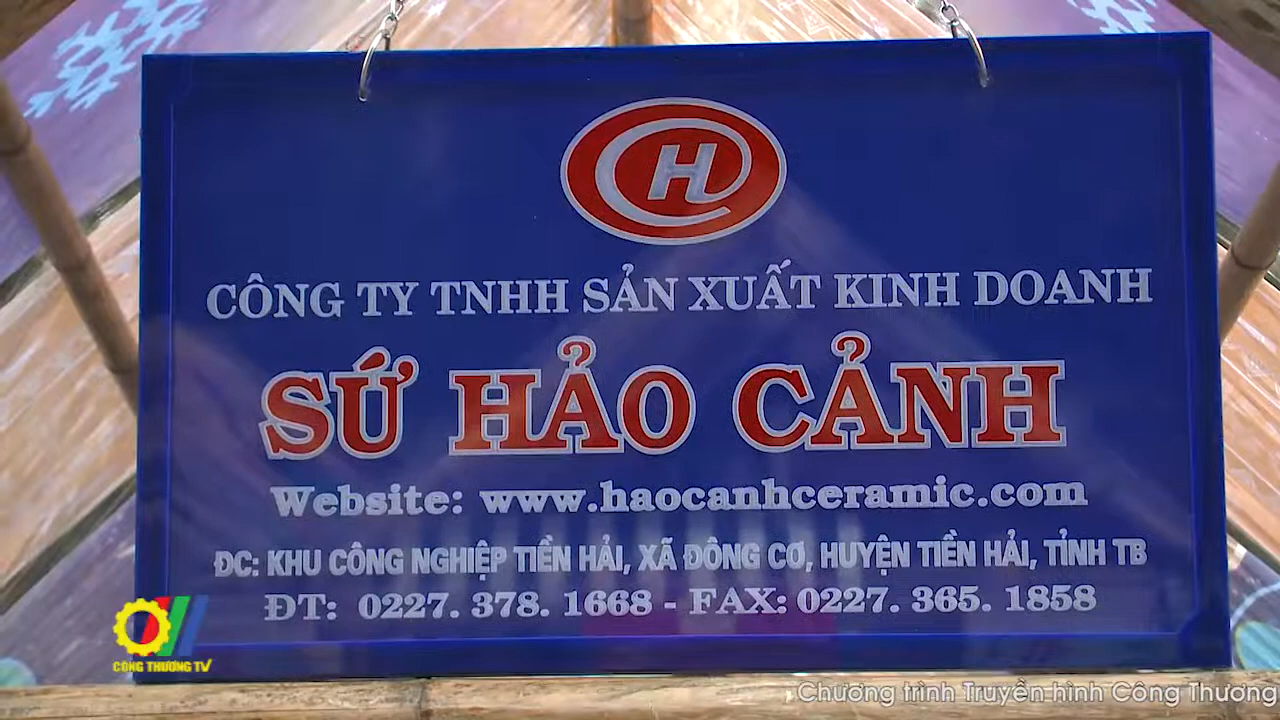 H
CÔNG TY TNHH SẢN XUẤT KINH DOANH
SỨ HẢO CẢNH
Website: www.haocanhceramic.com
ĐC: KHU CÔNG NGHIỆP TIỀN HẢI, XÃ ĐÔNG CƠ, HUYỆN TIỀN HẢI, TỈNH TB
ĐT: 0227. 378. 1668 - FAX: 0227. 365. 1858
CÔNG THƯƠNG TV
Chương trình Truyền hình Công Thương